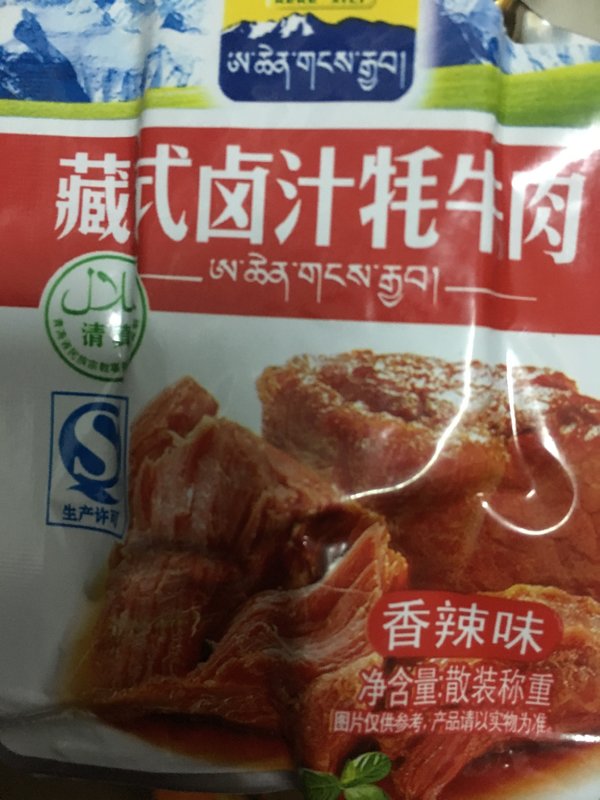 ཨ་ཆེན་གངས་རྒྱབ།
藏式卤汁牦牛肉
ཨ་ཆེན་གངས་རྒྱབ།
حلال
清真
生产许可
香辣味
净含量:散装称重
图片仅供参考,产品请以实物为准。